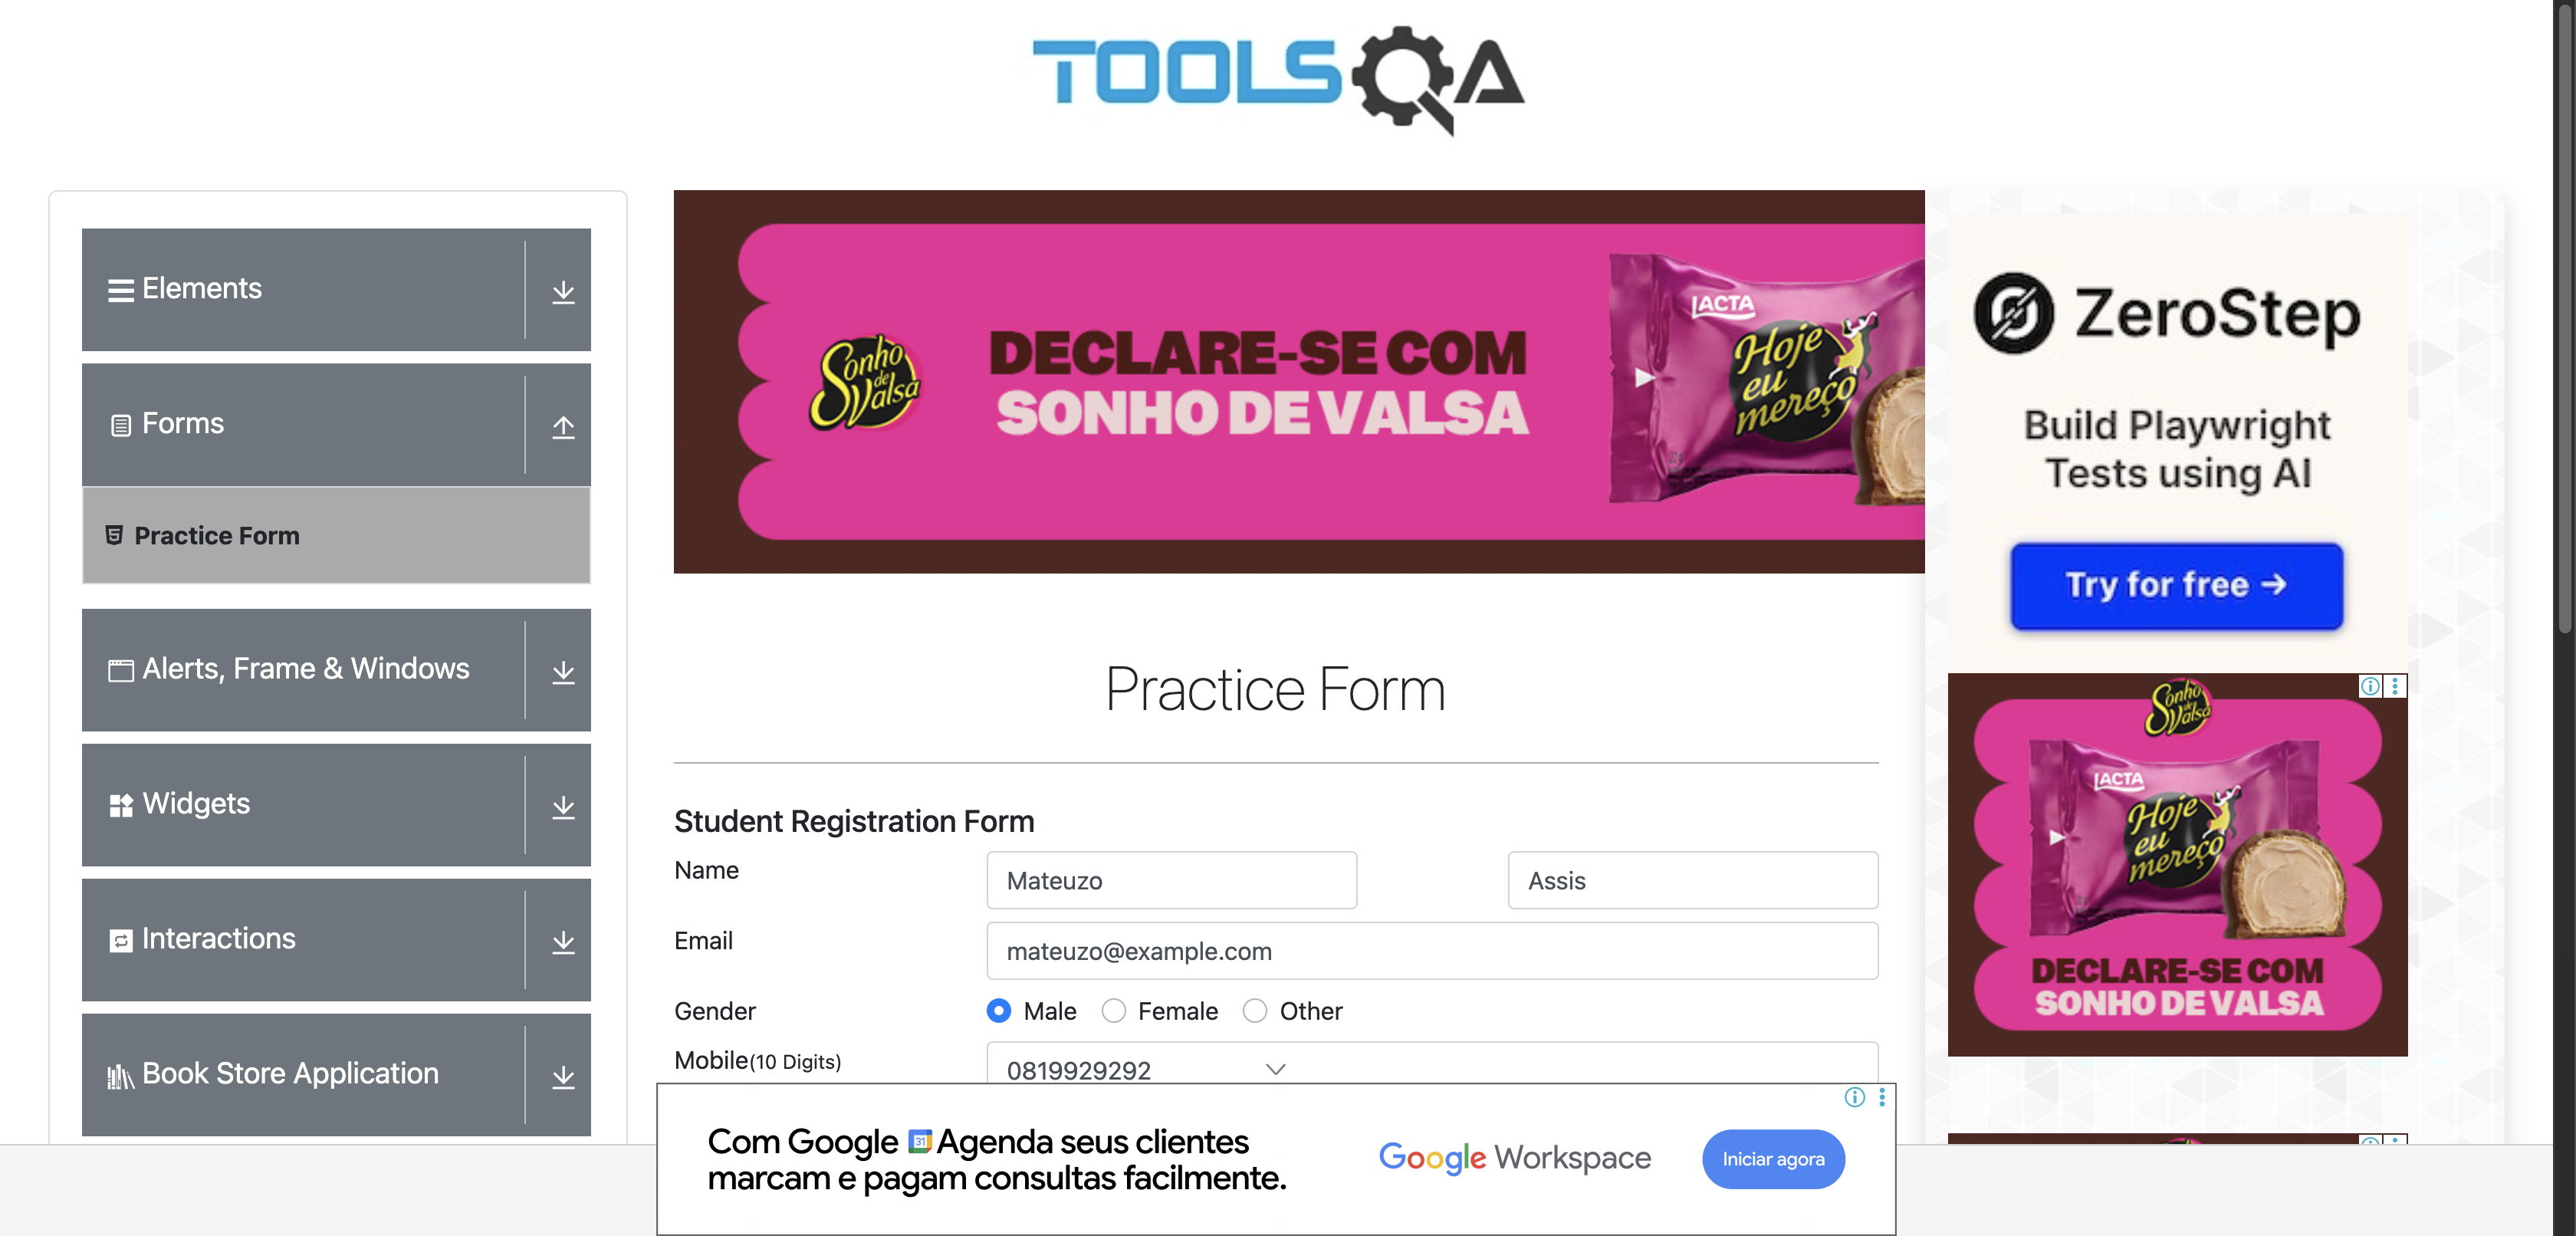 TOOLSQA
Elements
Forms
Practice Form
Alerts, Frame & Windows
Widgets
Interactions
Book Store Application
Sonho de Valsa
DECLARE-SE COM
SONHO DE VALSA
LACTA
Hoje
eu
mereço
Practice Form
Student Registration Form
Name
Mateuzo
Assis
Email
mateuzo@example.com
Gender
Male
Female
Other
Mobile(10 Digits)
0819929292
Com Google 31 Agenda seus clientes
marcam e pagam consultas facilmente.
Google Workspace
Iniciar agora
ZeroStep
Build Playwright
Tests using AI
Try for free →
Sonho de Valsa
LACTA
Hoje
eu
mereço
DECLARE-SE COM
SONHO DE VALSA